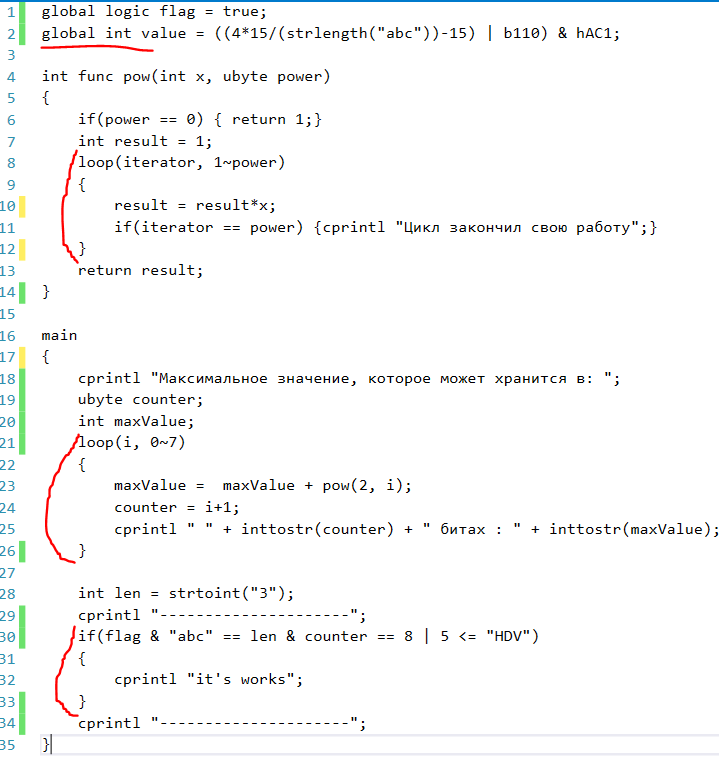 1 global logic flag = true;
2 global int value = ((4*15/(strlength("abc"))-15) | b110) & hAC1;
3
4 int func pow(int x, ubyte power)
5 {
6     if(power == 0) { return 1;}
7     int result = 1;
8     loop(iterator, 1~power)
9     {
10         result = result*x;
11         if(iterator == power) {cprintl "Цикл закончил свою работу";}
12     }
13     return result;
14 }
15
16 main
17 {
18     cprintl "Максимальное значение, которое может хранится в: ";
19     ubyte counter;
20     int maxValue;
21     loop(i, 0~7)
22     {
23         maxValue =  maxValue + pow(2, i);
24         counter = i+1;
25         cprintl " " + inttostr(counter) + " битах : " + inttostr(maxValue);
26     }
27
28     int len = strtoint("3");
29     cprintl "---------------------";
30     if(flag & "abc" == len & counter == 8 | 5 <= "HDV")
31     {
32         cprintl "it's works";
33     }
34     cprintl "---------------------";
35 }